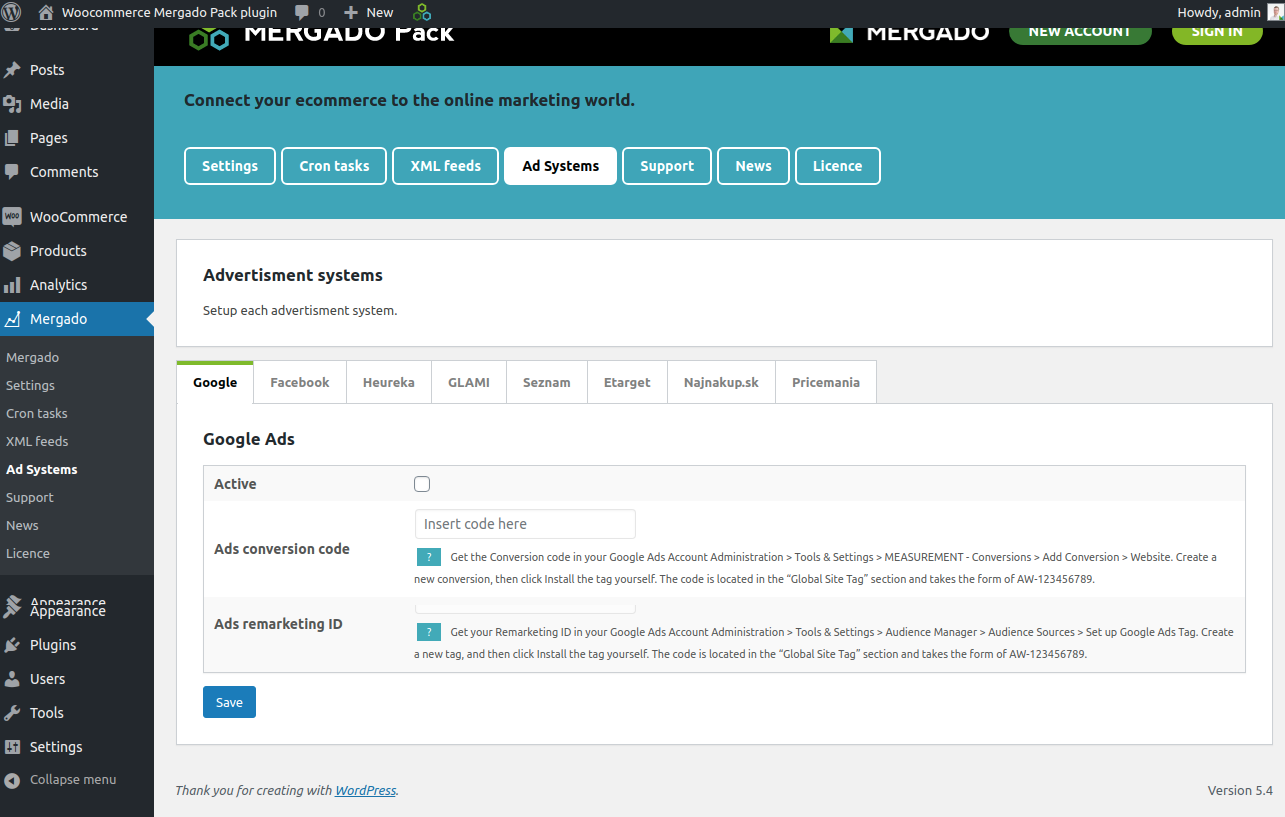 Woocommerce Mergado Pack plugin 0 New Howdy, admin
Dashboard
Posts
Media
Pages
Comments
WooCommerce
Products
Analytics
Mergado
Mergado
Settings
Cron tasks
XML feeds
Ad Systems
Support
News
Licence
Appearance
Appearance
Plugins
Users
Tools
Settings
Collapse menu
MERGADO Pack
MERGADO NEW ACCOUNT SIGN IN
Connect your ecommerce to the online marketing world.
Settings Cron tasks XML feeds Ad Systems Support News Licence
Advertisment systems
Setup each advertisment system.
Google Facebook Heureka GLAMI Seznam Etarget Najnakup.sk Pricemania
Google Ads
Active
Ads conversion code
Insert code here
? Get the Conversion code in your Google Ads Account Administration > Tools & Settings > MEASUREMENT - Conversions > Add Conversion > Website. Create a
new conversion, then click Install the tag yourself. The code is located in the “Global Site Tag” section and takes the form of AW-123456789.
Ads remarketing ID
? Get your Remarketing ID in your Google Ads Account Administration > Tools & Settings > Audience Manager > Audience Sources > Set up Google Ads Tag. Create
a new tag, and then click Install the tag yourself. The code is located in the “Global Site Tag” section and takes the form of AW-123456789.
Save
Thank you for creating with WordPress.
Version 5.4